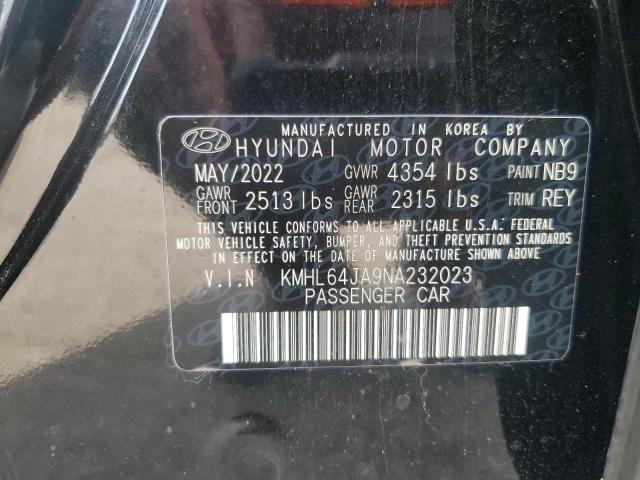 MANUFACTURED IN KOREA BY
HYUNDAI MOTOR COMPANY
MAY/2022 GVWR 4354 lbs PAINT NB9
GAWR FRONT 2513 lbs GAWR REAR 2315 lbs TRIM REY
THIS VEHICLE CONFORMS TO ALL APPLICABLE U.S.A. FEDERAL
MOTOR VEHICLE SAFETY, BUMPER, AND THEFT PREVENTION STANDARDS
IN EFFECT ON THE DATE OF MANUFACTURE SHOWN ABOVE.
V.I.N KMHL64JA9NA232023
PASSENGER CAR